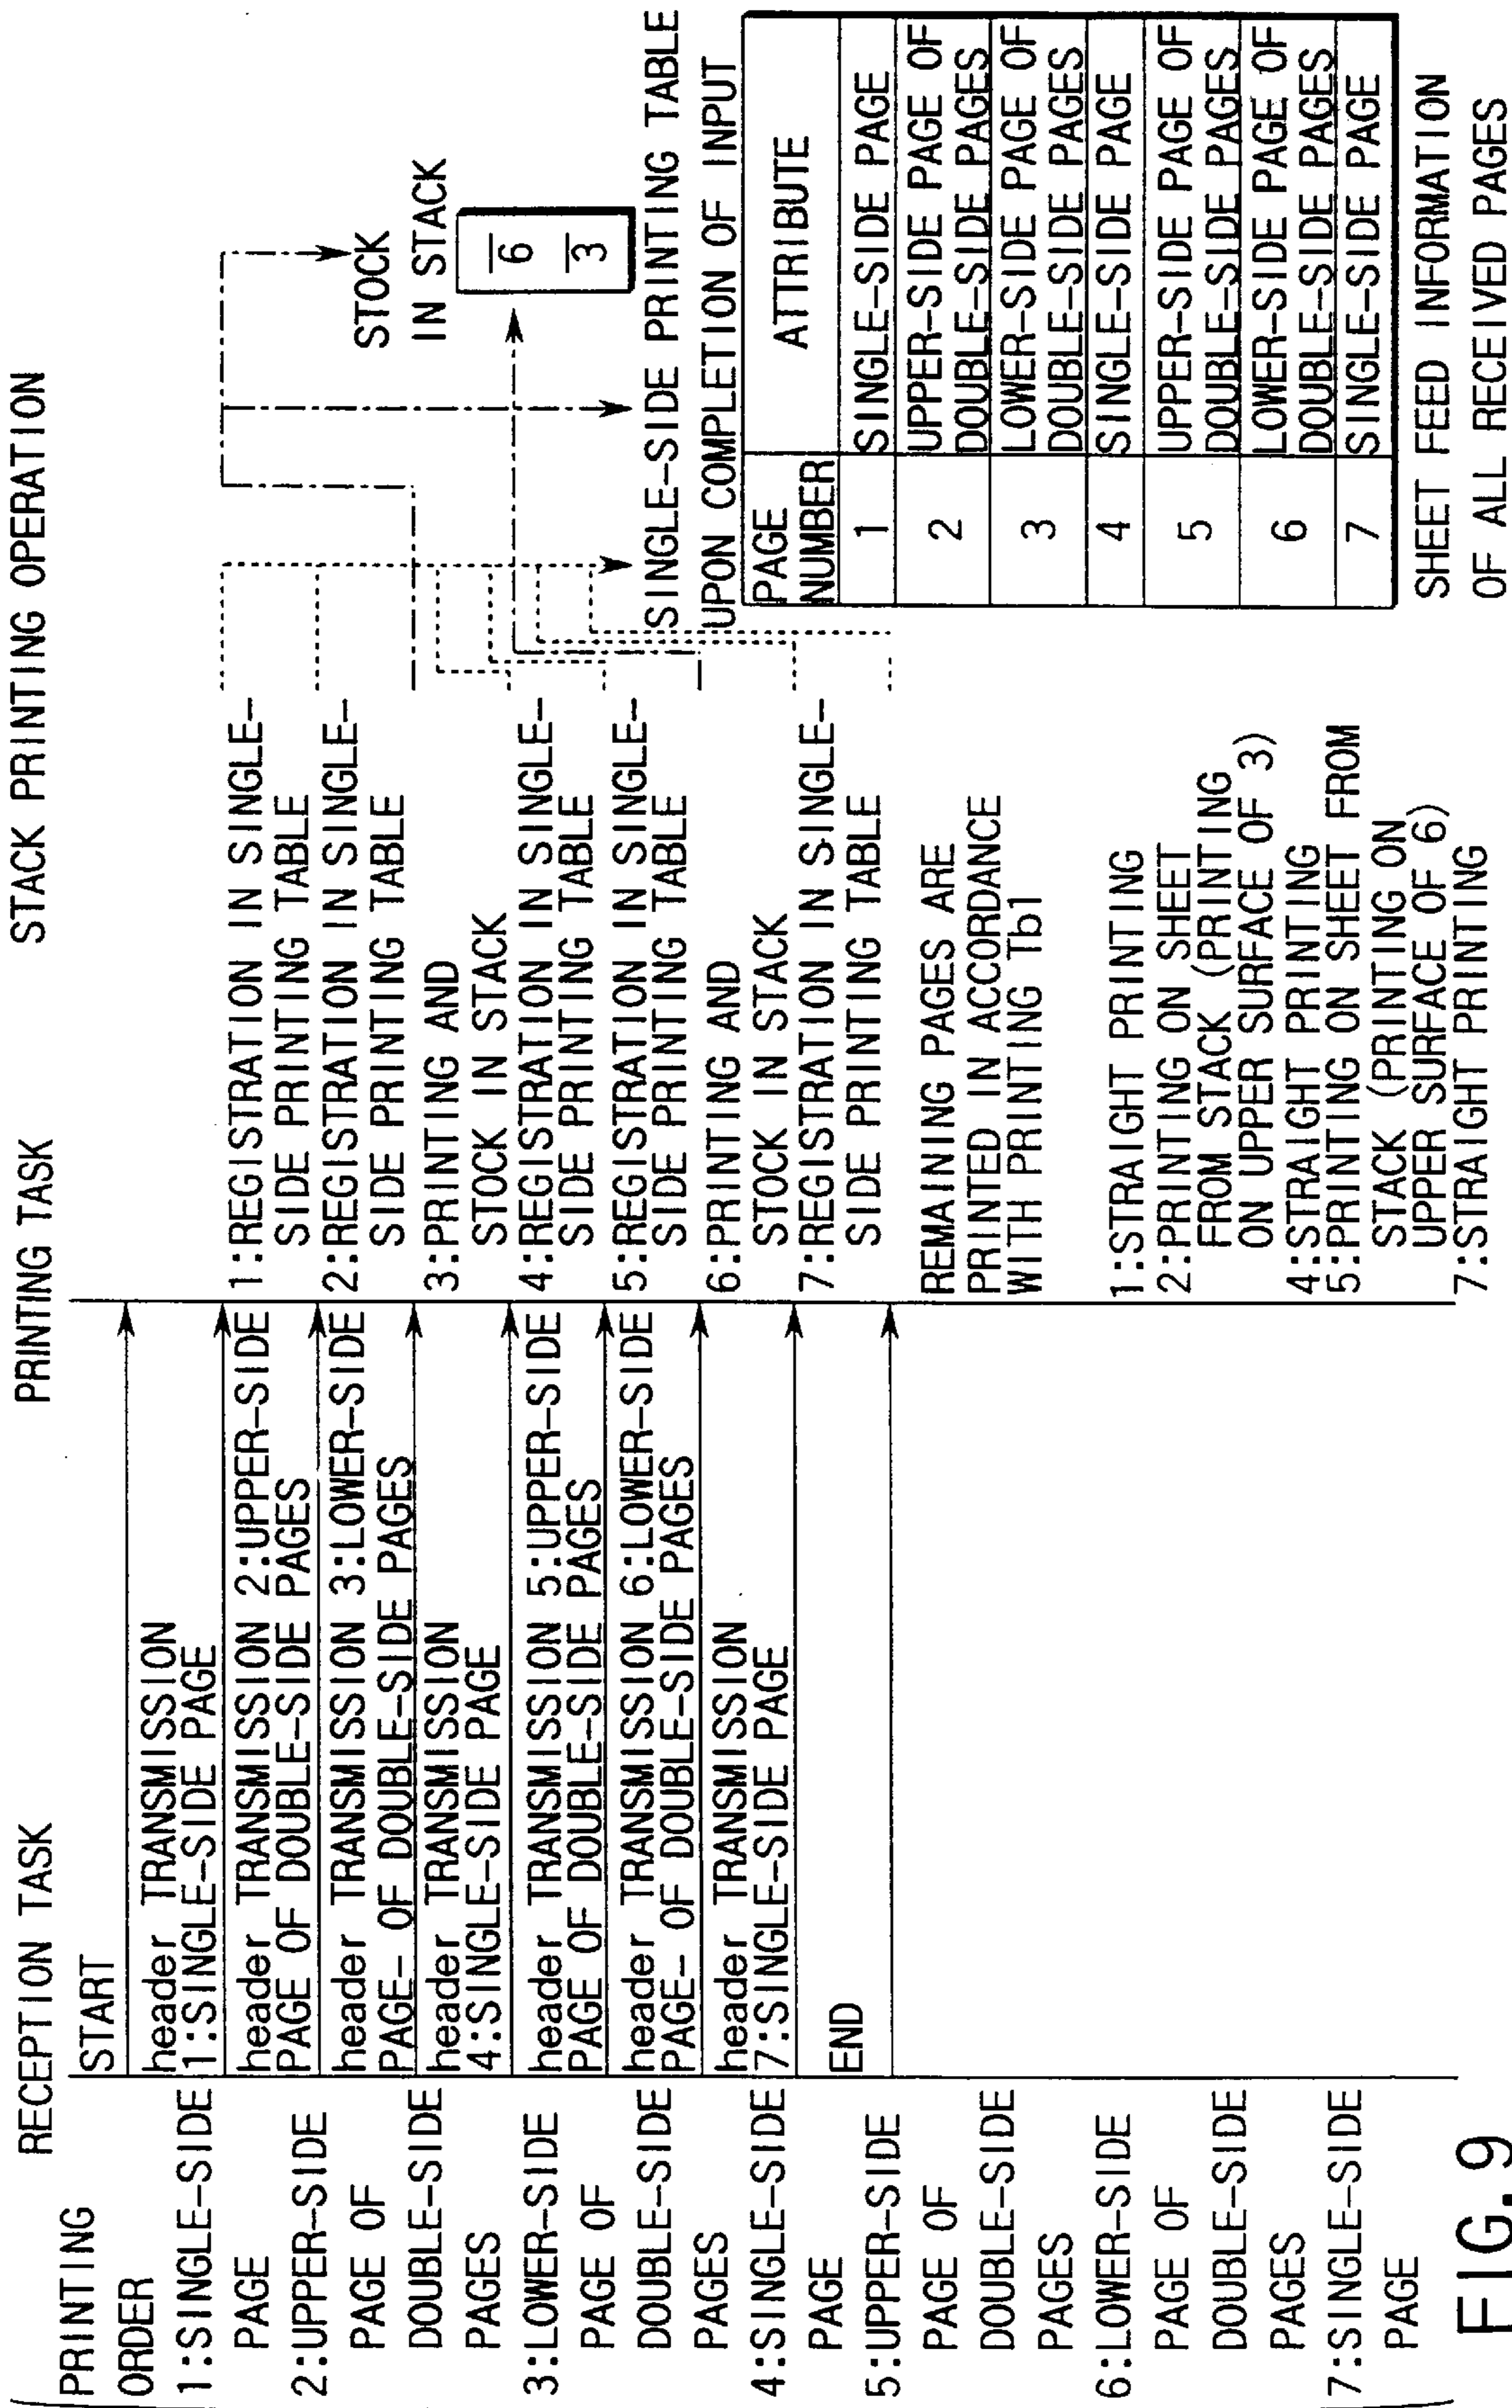 PRINTING
ORDER
1:SINGLE-SIDE
PAGE
2:UPPER-SIDE
PAGE OF
DOUBLE-SIDE
PAGES
3:LOWER-SIDE
PAGE OF
DOUBLE-SIDE
PAGES
4:SINGLE-SIDE
PAGE
5:UPPER-SIDE
PAGE OF
DOUBLE-SIDE
PAGES
6:LOWER-SIDE
PAGE OF
DOUBLE-SIDE
PAGES
7:SINGLE-SIDE
PAGE
RECEPTION TASK
START
header TRANSMISSION
1:SINGLE-SIDE PAGE
header TRANSMISSION 2:UPPER-SIDE
PAGE OF DOUBLE-SIDE PAGES
header TRANSMISSION 3:LOWER-SIDE
PAGE- OF DOUBLE-SIDE PAGES
header TRANSMISSION
4:SINGLE-SIDE PAGE
header TRANSMISSION 5:UPPER-SIDE
PAGE OF DOUBLE-SIDE PAGES
header TRANSMISSION 6:LOWER-SIDE
PAGE- OF DOUBLE-SIDE PAGES
header TRANSMISSION
7:SINGLE-SIDE PAGE
END
PRINTING TASK
1:REGISTRATION IN SINGLE-
SIDE PRINTING TABLE
2:REGISTRATION IN SINGLE-
SIDE PRINTING TABLE
3:PRINTING AND
STOCK IN STACK
4:REGISTRATION IN SINGLE-
SIDE PRINTING TABLE
5:REGISTRATION IN SINGLE-
SIDE PRINTING TABLE
6:PRINTING AND
STOCK IN STACK
7:REGISTRATION IN SINGLE-
SIDE PRINTING TABLE
REMAINING PAGES ARE
PRINTED IN ACCORDANCE
WITH PRINTING Tb1
1:STRAIGHT PRINTING
2:PRINTING ON SHEET
FROM STACK (PRINTING
ON UPPER SURFACE OF 3)
4:STRAIGHT PRINTING
5:PRINTING ON SHEET FROM
STACK (PRINTING ON
UPPER SURFACE OF 6)
7:STRAIGHT PRINTING
STACK PRINTING OPERATION
STOCK
IN STACK
6
3
SINGLE-SIDE PRINTING TABLE
UPON COMPLETION OF INPUT
PAGE
NUMBER
ATTRIBUTE
1 SINGLE-SIDE PAGE
2 UPPER-SIDE PAGE OF
DOUBLE-SIDE PAGES
3 LOWER-SIDE PAGE OF
DOUBLE-SIDE PAGES
4 SINGLE-SIDE PAGE
5 UPPER-SIDE PAGE OF
DOUBLE-SIDE PAGES
6 LOWER-SIDE PAGE OF
DOUBLE-SIDE PAGES
7 SINGLE-SIDE PAGE
SHEET FEED INFORMATION
OF ALL RECEIVED PAGES
FIG. 9